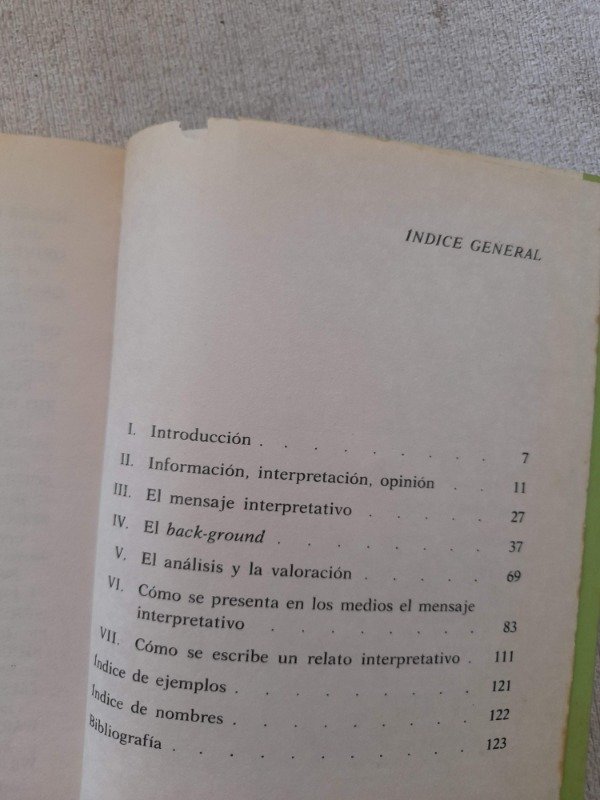 INDICE GENERAL
I. Introducción . . . . . . . . 7
II. Información, interpretación, opinión . . 11
III. El mensaje interpretativo . . . . . 27
IV. El back-ground . . . . . . . 37
V. El análisis y la valoración . . . . . 69
VI. Cómo se presenta en los medios el mensaje
interpretativo . . . . . . . 83
VII. Cómo se escribe un relato interpretativo . 111
Indice de ejemplos . . . . . . . . 121
Indice de nombres . . . . . . . . 122
Bibliografía . . . . . . . . . . 123